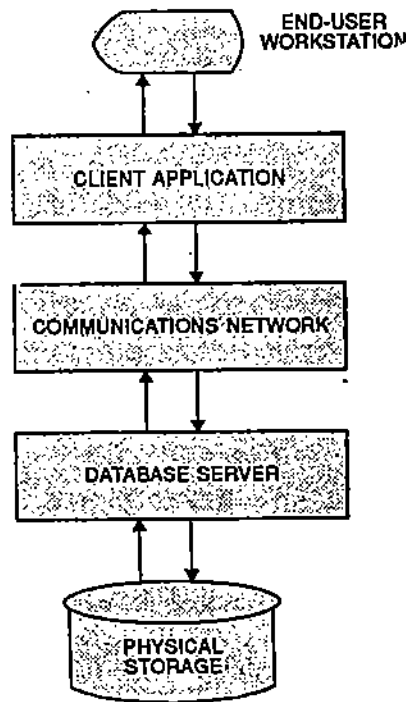 END-USER
WORKSTATION
CLIENT APPLICATION
COMMUNICATIONS NETWORK
DATABASE SERVER
PHYSICAL
STORAGE